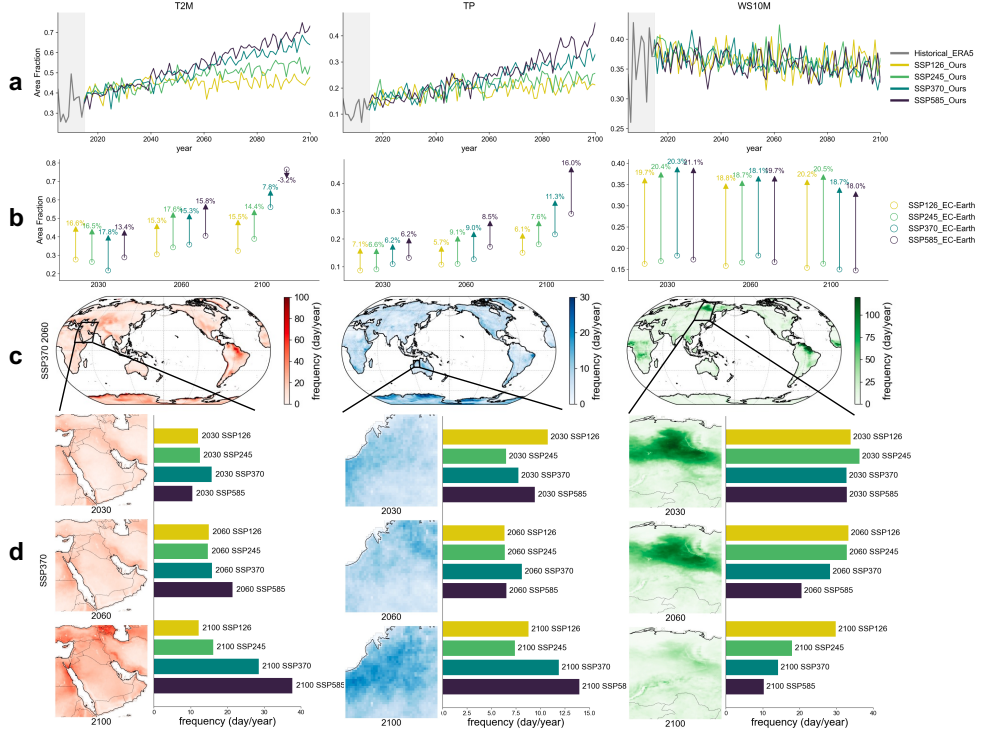 T2M
TP
WS10M
a
Area Fraction
0.7
0.6
0.5
0.4
0.3
2020
2040
2060
2080
2100
year
0.4
0.3
0.2
0.1
2020
2040
2060
2080
2100
year
0.40
0.35
0.30
0.25
2020
2040
2060
2080
2100
year
Historical_ERA5
SSP126_Ours
SSP245_Ours
SSP370_Ours
SSP585_Ours
b
Area Fraction
0.8
0.7
0.6
0.5
0.4
0.3
0.2
16.5%
17.8%
13.4%
15.3%
17.6%
15.3%
15.8%
15.5%
14.4%
7.8%
-3.2%
2030
2060
2100
0.4
0.3
0.2
0.1
7.1%
6.6%
6.2%
6.2%
5.7%
9.1%
9.0%
8.5%
6.1%
7.6%
11.3%
16.0%
2030
2060
2100
0.40
0.35
0.30
0.25
0.20
0.15
19.7%
20.4%
20.3%
21.1%
18.8%
18.7%
18.1%
19.7%
20.2%
20.5%
18.7%
18.0%
2030
2060
2100
SSP126_EC-Earth
SSP245_EC-Earth
SSP370_EC-Earth
SSP585_EC-Earth
c
SSP370 2060
100
80
60
40
20
0
frequency (day/year)
30
20
10
0
frequency (day/year)
100
75
50
25
0
frequency (day/year)
d
SSP370
2030
2060
2100
2030 SSP126
2030 SSP245
2030 SSP370
2030 SSP585
2060 SSP126
2060 SSP245
2060 SSP370
2060 SSP585
2100 SSP126
2100 SSP245
2100 SSP370
2100 SSP585
0
10
20
30
40
frequency (day/year)
2030
2060
2100
2030 SSP126
2030 SSP245
2030 SSP370
2030 SSP585
2060 SSP126
2060 SSP245
2060 SSP370
2060 SSP585
2100 SSP126
2100 SSP245
2100 SSP370
2100 SSP58
0.0
2.5
5.0
7.5
10.0
12.5
15.0
frequency (day/year)
2030
2060
2100
2030 SSP126
2030 SSP245
2030 SSP370
2030 SSP585
2060 SSP126
2060 SSP245
2060 SSP370
2060 SSP585
2100 SSP126
2100 SSP245
2100 SSP370
2100 SSP585
0
10
20
30
40
frequency (day/year)